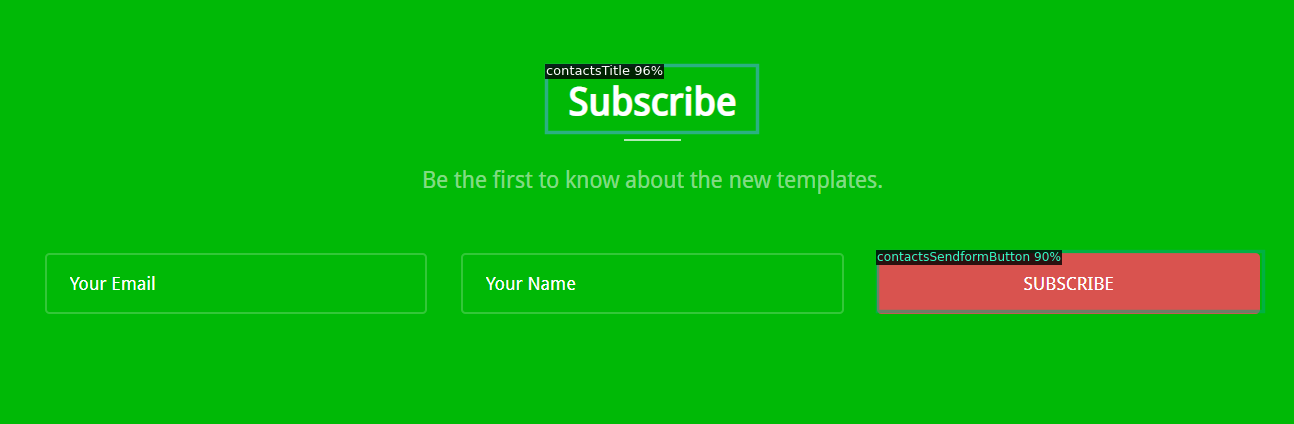 contactsTitle 96%
Subscribe
Be the first to know about the new templates.
Your Email
Your Name
contactsSendformButton 90%
SUBSCRIBE